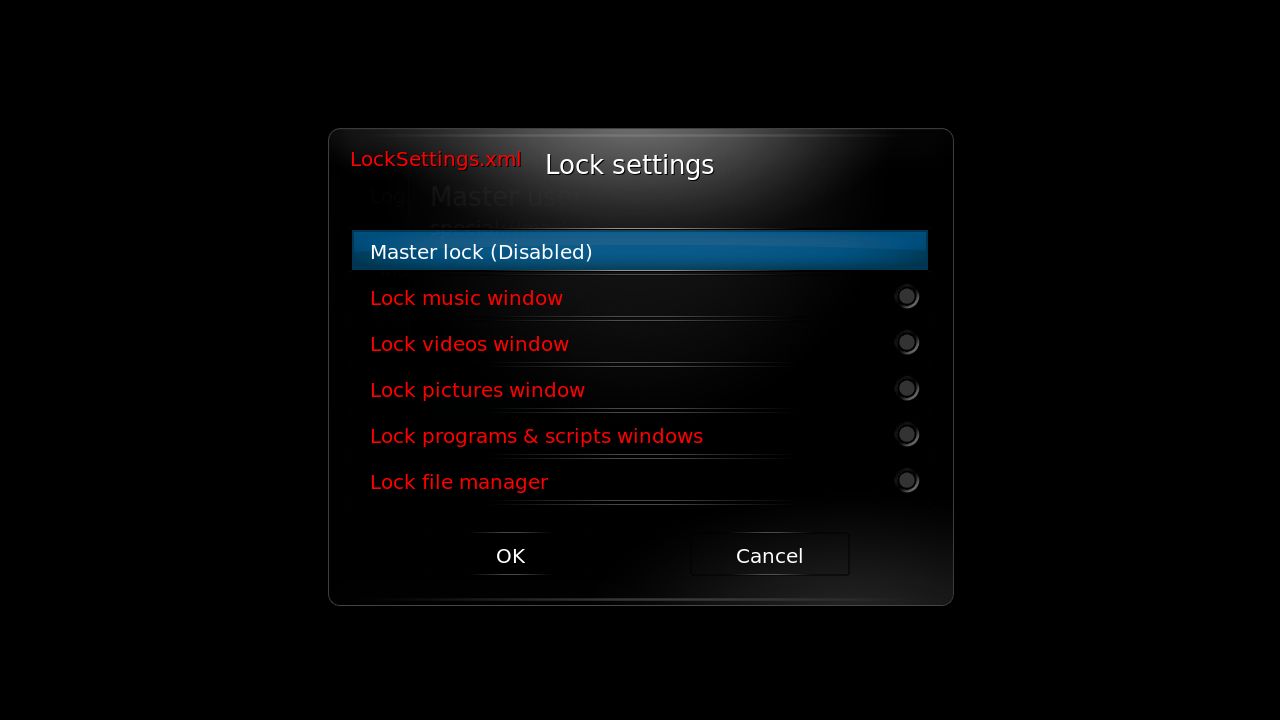 LockSettings.xml
Lock settings
Master user
Master lock (Disabled)
Lock music window
Lock videos window
Lock pictures window
Lock programs & scripts windows
Lock file manager
OK
Cancel